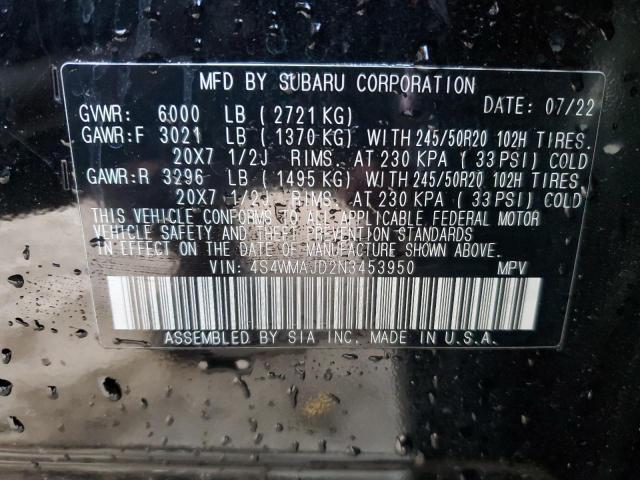 MFD BY SUBARU CORPORATION
DATE: 07/22
GVWR: 6000 LB ( 2721 KG)
GAWR:F 3021 LB ( 1370 KG) WITH 245/50R20 102H TIRES.
20X7 1/2J RIMS. AT 230 KPA ( 33 PSI) COLD
GAWR:R 3296 LB ( 1495 KG) WITH 245/50R20 102H TIRES
20X7 1/2J RIMS. AT 230 KPA ( 33 PSI) COLD
THIS VEHICLE CONFORMS TO ALL APPLICABLE FEDERAL MOTOR
VEHICLE SAFETY AND THEFT PREVENTION STANDARDS
IN EFFECT ON THE DATE OF MANUFACTURE SHOWN ABOVE.
VIN: 4S4WMAJD2N3453950 MPV
ASSEMBLED BY SIA INC. MADE IN U.S.A.